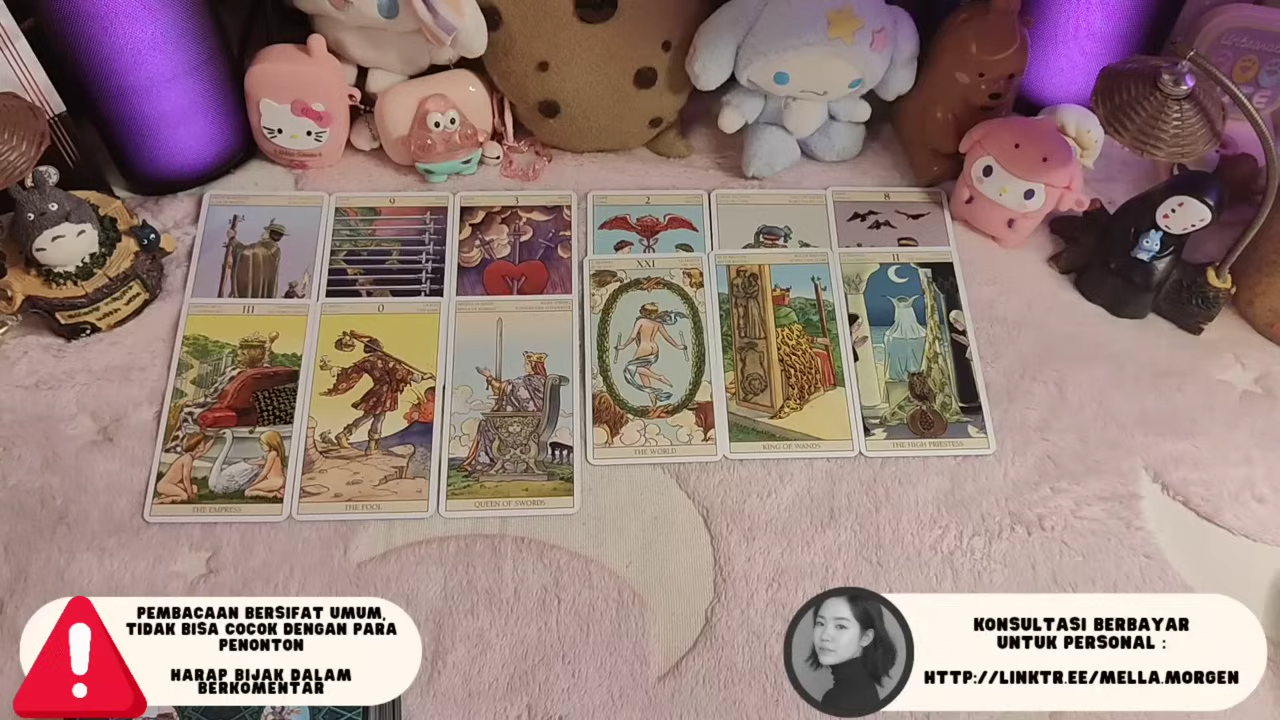 9
3
2
8
III
THE EMPRESS
0
THE FOOL
QUEEN OF SWORDS
XXI
THE WORLD
KING OF WANDS
II
THE HIGH PRIESTESS
PEMBACAAN BERSIFAT UMUM,
TIDAK BISA COCOK DENGAN PARA
PENONTON
HARAP BIJAK DALAM
BERKOMENTAR
KONSULTASI BERBAYAR
UNTUK PERSONAL :
HTTP://LINKTR.EE/MELLA.MORGEN